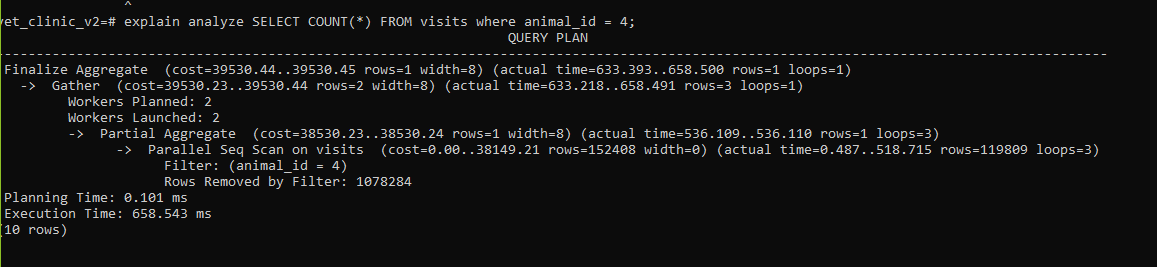 ^
vet_clinic_v2=# explain analyze SELECT COUNT(*) FROM visits where animal_id = 4;
QUERY PLAN
-----------------------------------------------------------------------------------------------------------------------------------------
Finalize Aggregate  (cost=39530.44..39530.45 rows=1 width=8) (actual time=633.393..658.500 rows=1 loops=1)
  ->  Gather  (cost=39530.23..39530.44 rows=2 width=8) (actual time=633.218..658.491 rows=3 loops=1)
        Workers Planned: 2
        Workers Launched: 2
        ->  Partial Aggregate  (cost=38530.23..38530.24 rows=1 width=8) (actual time=536.109..536.110 rows=1 loops=3)
              ->  Parallel Seq Scan on visits  (cost=0.00..38149.21 rows=152408 width=0) (actual time=0.487..518.715 rows=119809 loops=3)
                    Filter: (animal_id = 4)
                    Rows Removed by Filter: 1078284
Planning Time: 0.101 ms
Execution Time: 658.543 ms
(10 rows)